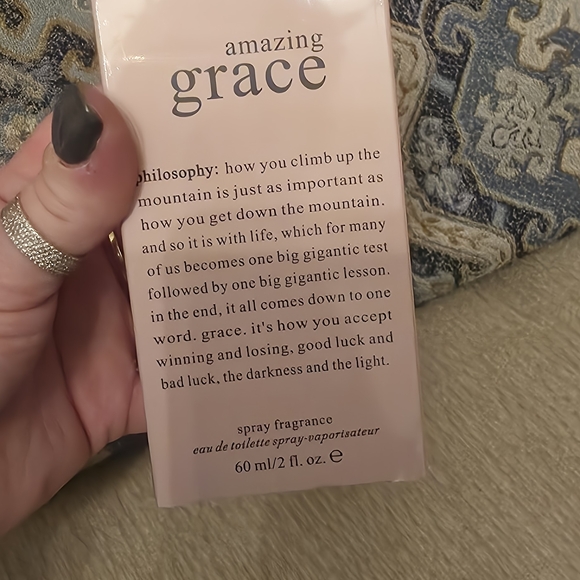 amazing
grace
philosophy: how you climb up the
mountain is just as important as
how you get down the mountain.
and so it is with life, which for many
of us becomes one big gigantic test
followed by one big gigantic lesson.
in the end, it all comes down to one
word. grace. it's how you accept
winning and losing, good luck and
bad luck, the darkness and the light.
spray fragrance
eau de toilette spray-vaporisateur
60 ml/2 fl. oz. ℮